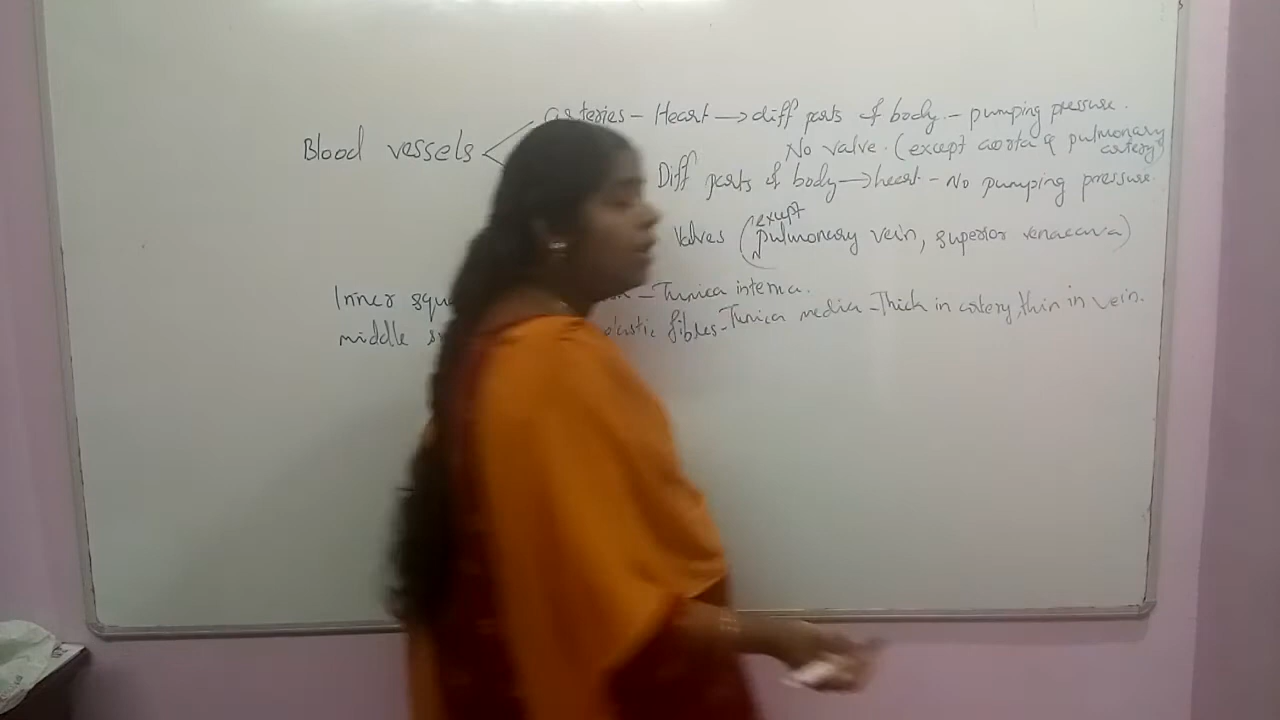 arteries - Heart → diff parts of body - pumping pressure.
Blood vessels
No valve. (except aorta & pulmonary artery)
Diff parts of body → heart - No pumping pressure.
Valves (except pulmonary vein, superior venacava)
Inner - Tunica interna.
middle elastic fibles - Tunica media - Thick in artery, thin in vein.